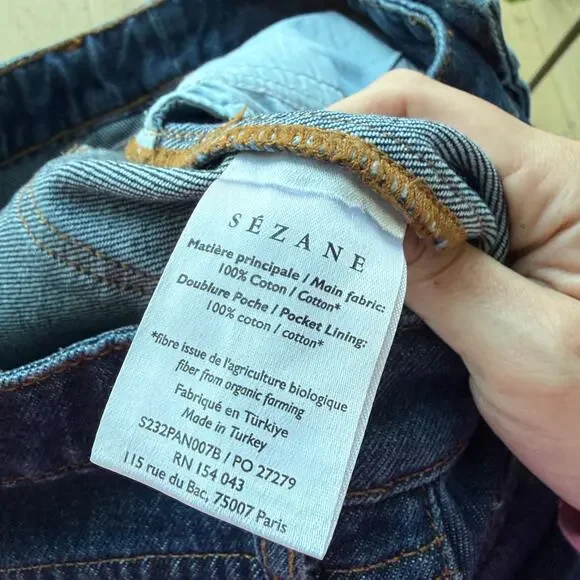 SÉZANE
Matière principale / Main fabric:
100% Coton / Cotton*
Doublure Poche / Pocket Lining:
100% coton / cotton*
*fibre issue de l'agriculture biologique
fiber from organic farming
Fabriqué en Türkiye
Made in Turkey
S232PAN007B / PO 27279
RN 154 043
115 rue du Bac, 75007 Paris